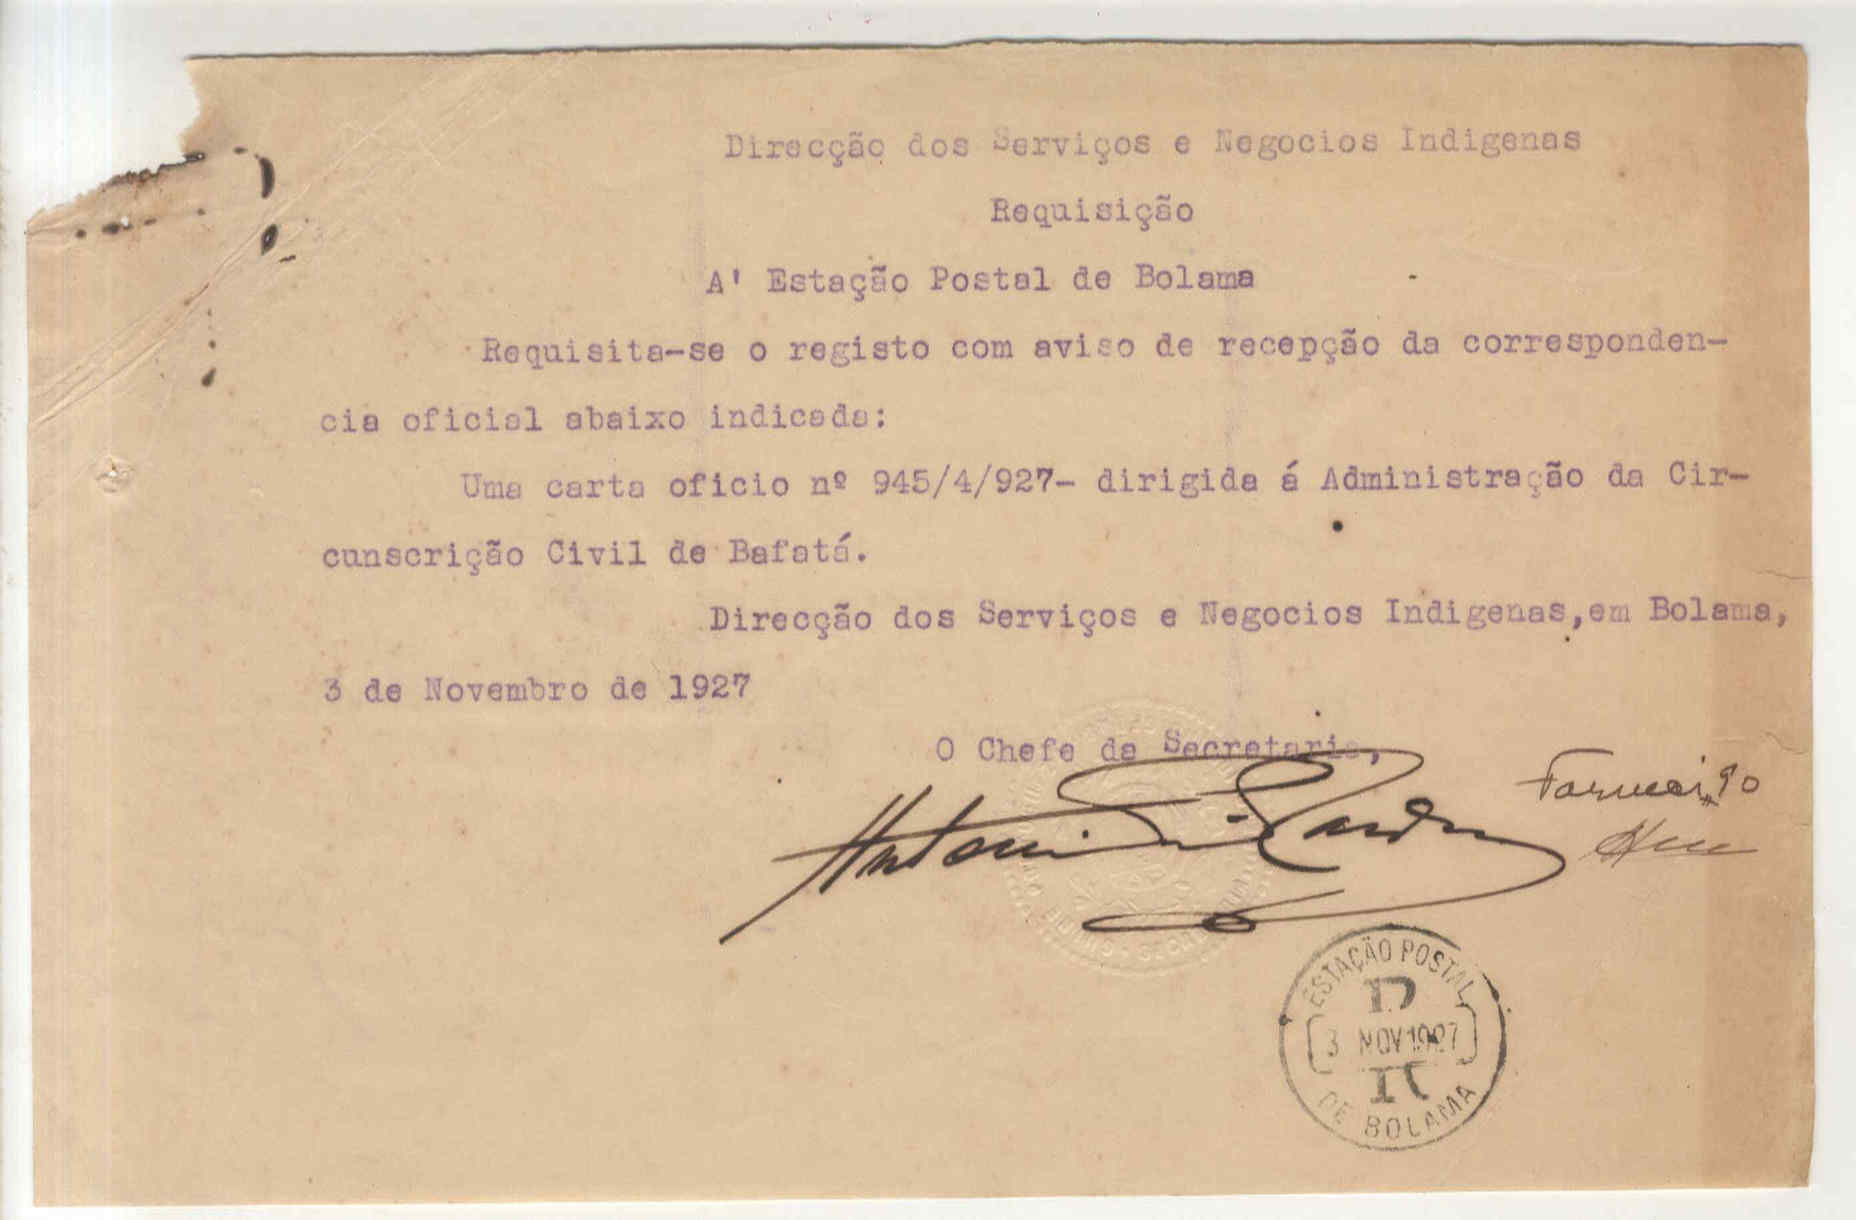 Direcção dos Serviços e Negocios Indigenas
Requisição
A' Estação Postal de Bolama
Requisita-se o registo com aviso de recepção da corresponden-
cia oficial abaixo indicada:
Uma carta oficio nº 945/4/927- dirigida á Administração da Cir-
cunscrição Civil de Bafatá.
Direcção dos Serviços e Negocios Indigenas,em Bolama,
3 de Novembro de 1927
O Chefe da Secretaria,
Antonio
ESTAÇÃO POSTAL
3 NOV 1927
DE BOLAMA